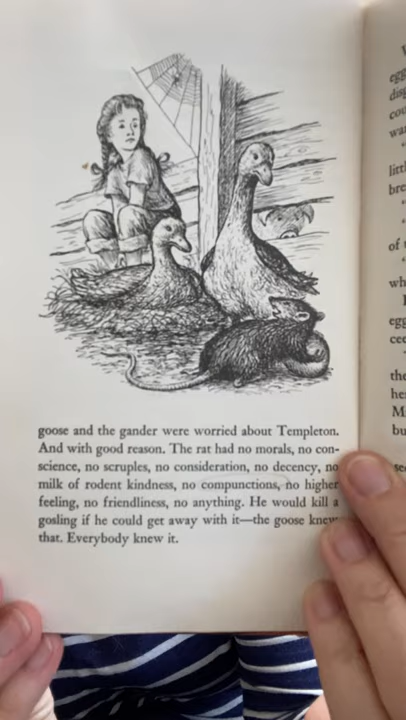 goose and the gander were worried about Templeton.
And with good reason. The rat had no morals, no con-
science, no scruples, no consideration, no decency, no
milk of rodent kindness, no compunctions, no higher
feeling, no friendliness, no anything. He would kill a
gosling if he could get away with it—the goose knew
that. Everybody knew it.